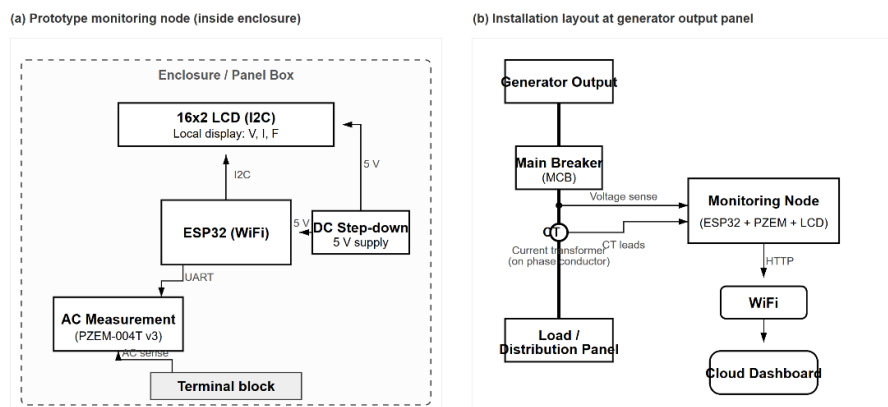 (a) Prototype monitoring node (inside enclosure)
Enclosure / Panel Box
16x2 LCD (I2C)
Local display: V, I, F
I2C
5 V
ESP32 (WiFi)
5 V
DC Step-down
5 V supply
UART
AC Measurement
(PZEM-004T v3)
AC sense
Terminal block
(b) Installation layout at generator output panel
Generator Output
Main Breaker
(MCB)
Voltage sense
Monitoring Node
(ESP32 + PZEM + LCD)
CT
CT leads
Current transformer
(on phase conductor)
HTTP
WiFi
Load /
Distribution Panel
Cloud Dashboard